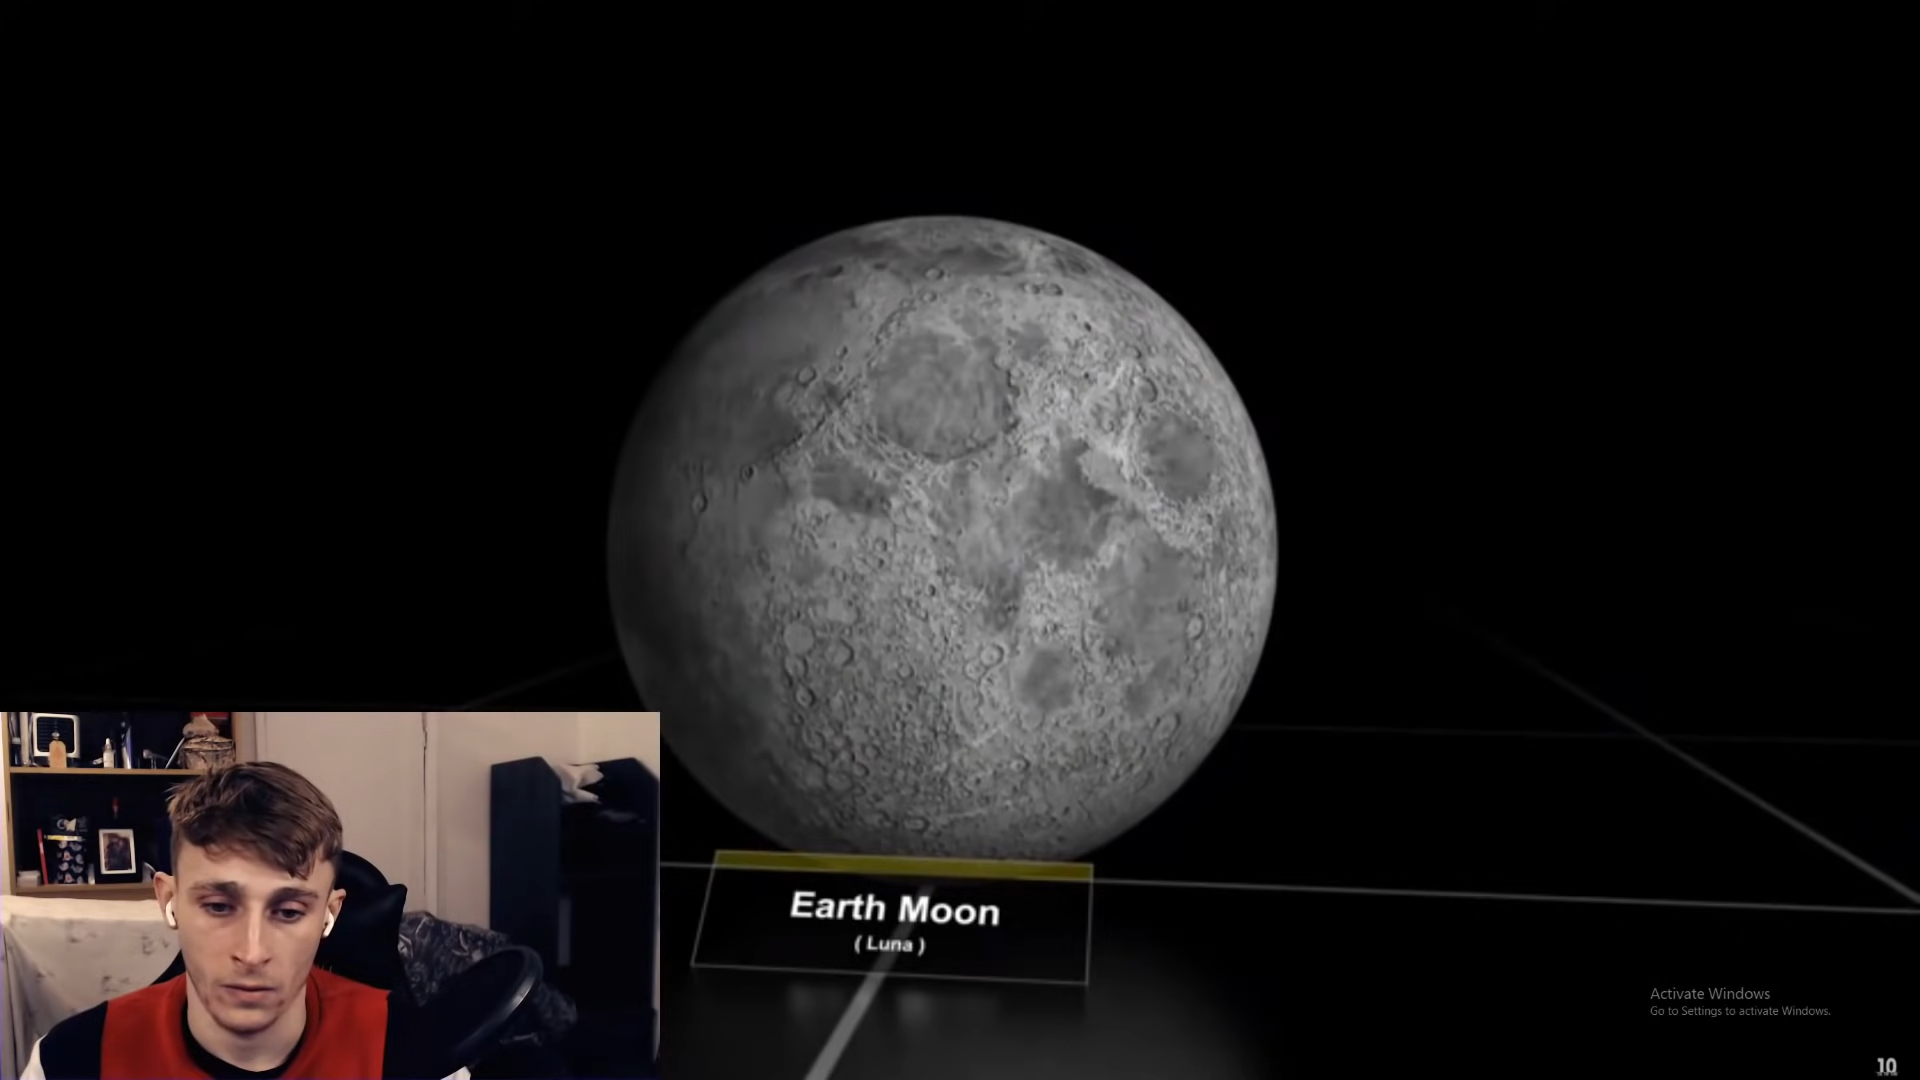 Earth Moon
( Luna )
Activate Windows
Go to Settings to activate Windows.
10